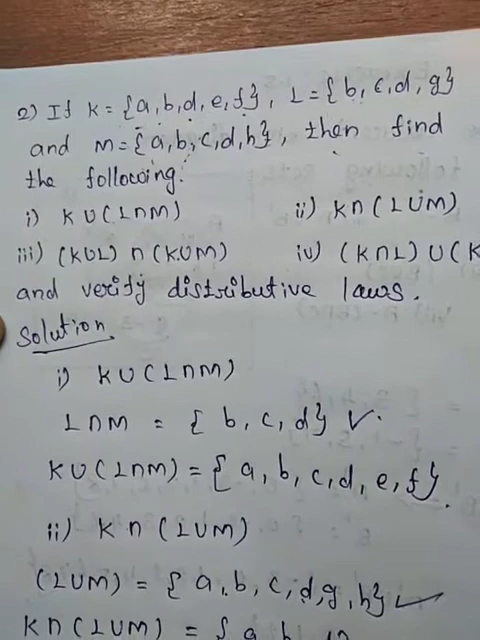 2) If K = {a, b, d, e, f}, L = {b, c, d, g}
and m = {a, b, c, d, h}, then find
the following:
i) K ∪ (L ∩ M)
ii) K ∩ (L ∪ M)
iii) (K ∪ L) ∩ (K ∪ M)
iv) (K ∩ L) ∪ (K
and verify distributive laws.
Solution
i) K ∪ (L ∩ M)
L ∩ M = { b, c, d} ✓.
K ∪ (L ∩ M) = {a, b, c, d, e, f}.
ii) K ∩ (L ∪ M)
(L ∪ M) = {a, b, c, d, g, h} ✓
K ∩ (L ∪ M) = {a, b,